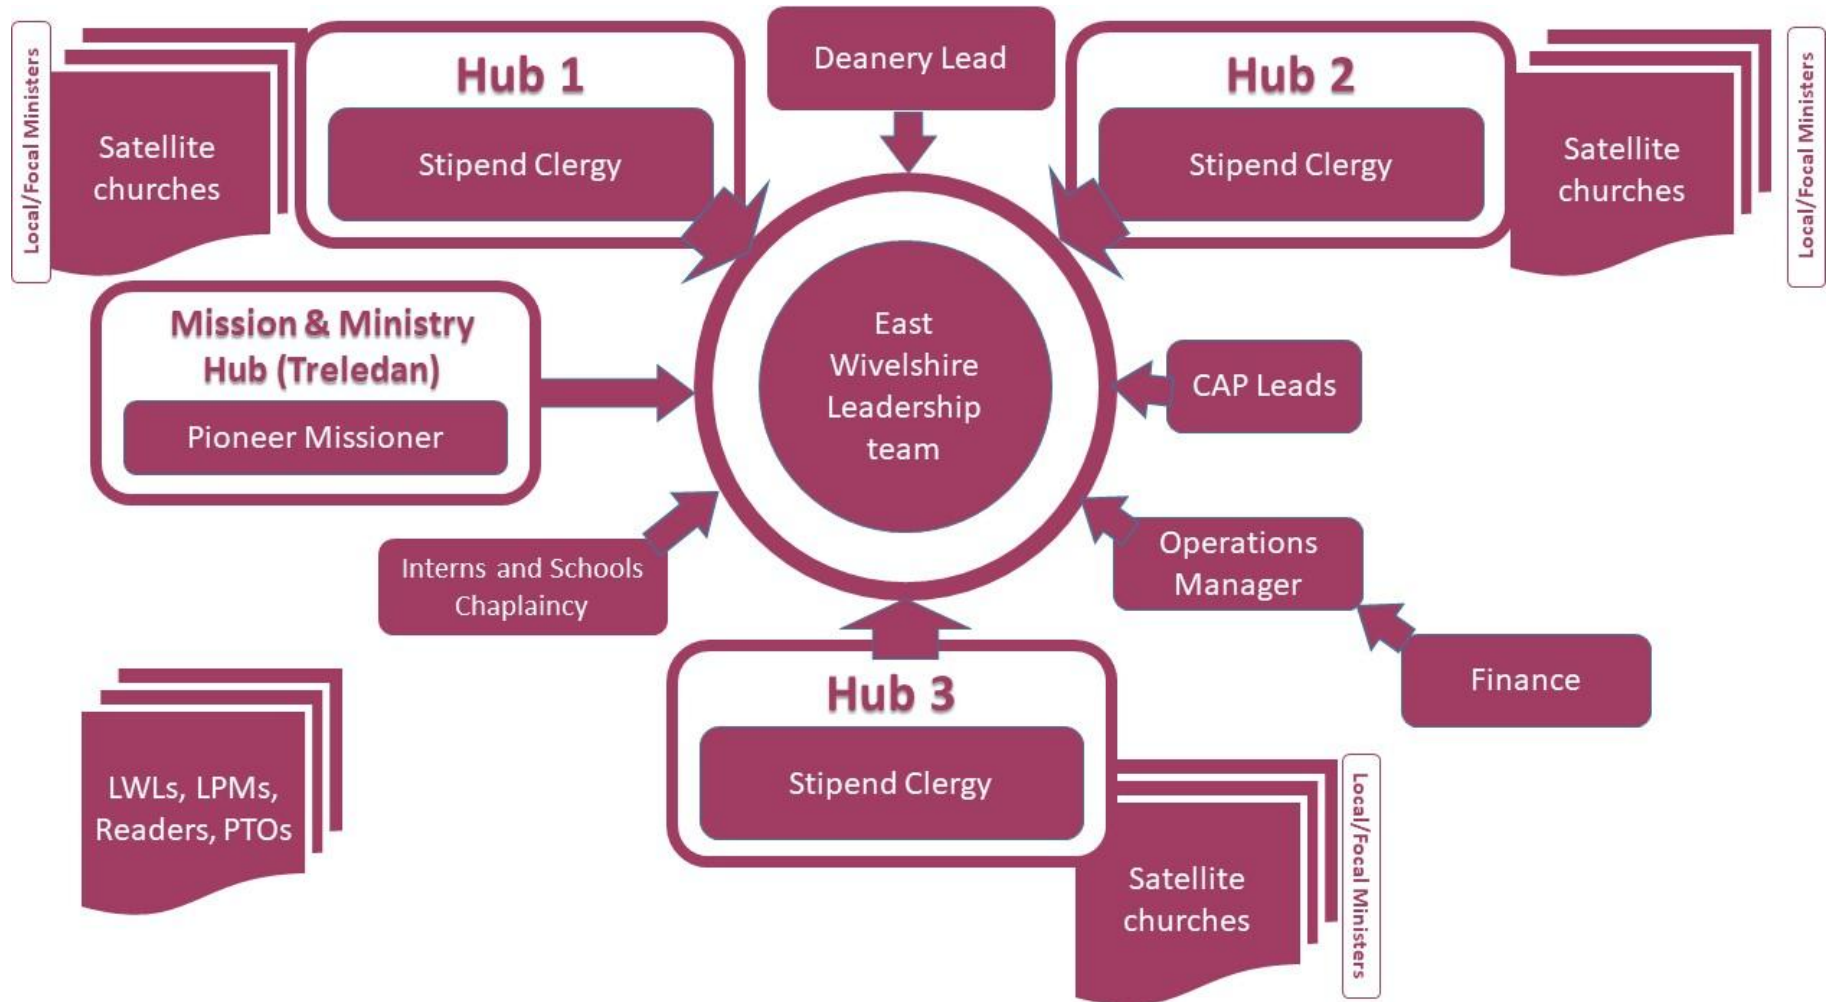 Local/Focal Ministers
Satellite
churches
Hub 1
Stipend Clergy
Deanery Lead
Hub 2
Stipend Clergy
Satellite
churches
Local/Focal Ministers
Mission & Ministry
Hub (Treledan)
Pioneer Missioner
East
Wivelshire
Leadership
team
CAP Leads
Interns and Schools
Chaplaincy
Operations
Manager
Finance
Hub 3
Stipend Clergy
Satellite
churches
Local/Focal Ministers
LWLs, LPMs,
Readers, PTOs